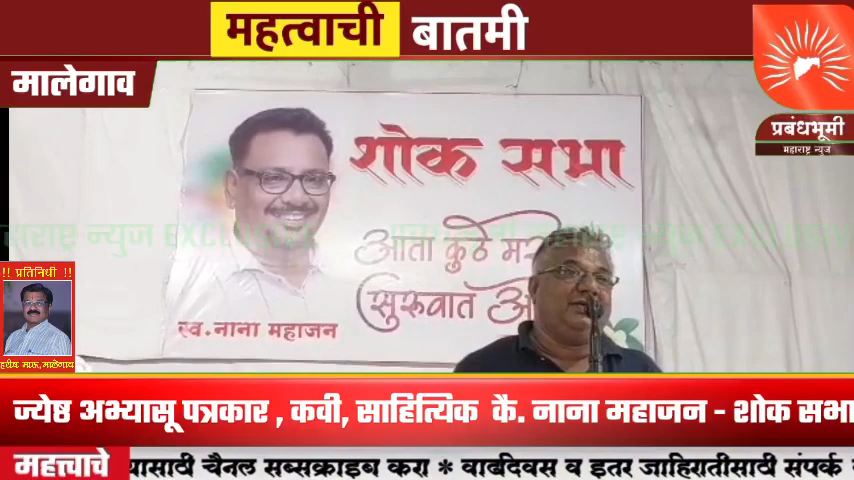 महत्वाची बातमी
मालेगाव
प्रबंधभूमी
महाराष्ट्र न्युज
शोक सभा
आता कुठे
सुरूवात
स्व. नाना महाजन
!! प्रतिनिधी !!
ज्येष्ठ अभ्यासू पत्रकार , कवी, साहित्यिक कै. नाना महाजन - शोक सभा
महत्त्वाचे
चॅनल सब्सक्राइब करा * वाढदिवस व इतर जाहिरातींसाठी संपर्क